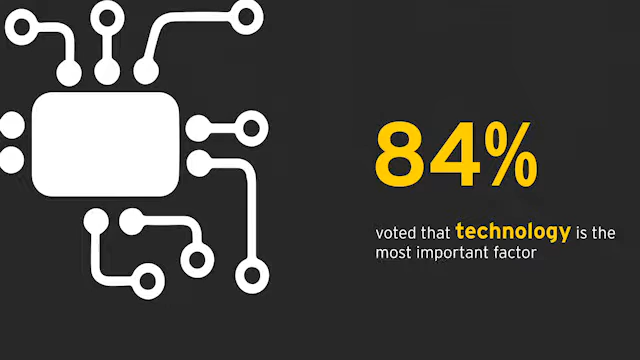 84%
voted that technology is the
most important factor